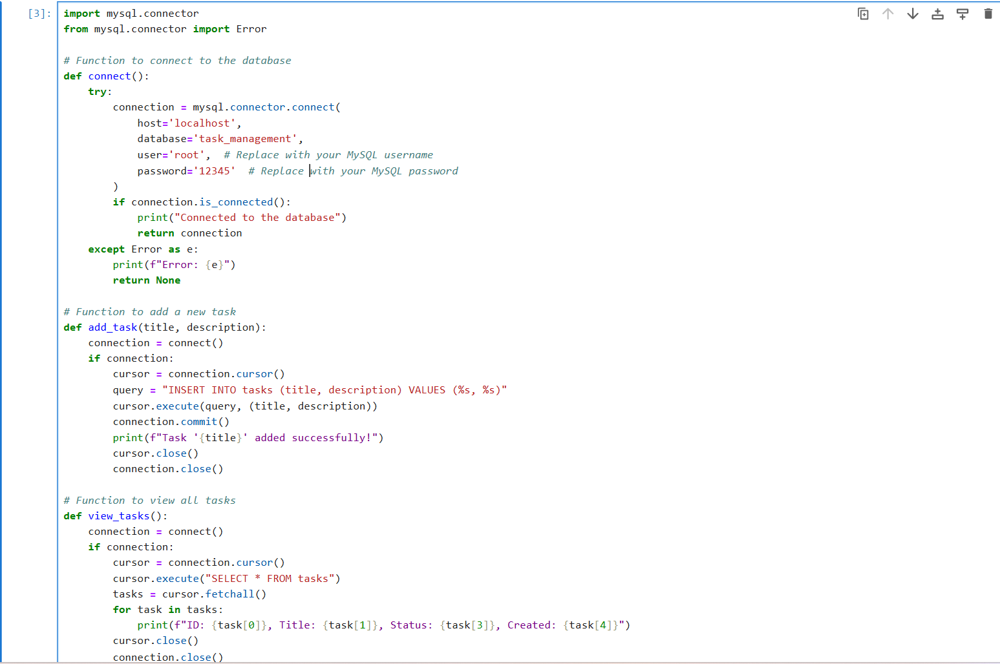 [3]:
import mysql.connector
from mysql.connector import Error

# Function to connect to the database
def connect():
    try:
        connection = mysql.connector.connect(
            host='localhost',
            database='task_management',
            user='root',  # Replace with your MySQL username
            password='12345'  # Replace with your MySQL password
        )
        if connection.is_connected():
            print("Connected to the database")
            return connection
    except Error as e:
        print(f"Error: {e}")
        return None

# Function to add a new task
def add_task(title, description):
    connection = connect()
    if connection:
        cursor = connection.cursor()
        query = "INSERT INTO tasks (title, description) VALUES (%s, %s)"
        cursor.execute(query, (title, description))
        connection.commit()
        print(f"Task '{title}' added successfully!")
        cursor.close()
        connection.close()

# Function to view all tasks
def view_tasks():
    connection = connect()
    if connection:
        cursor = connection.cursor()
        cursor.execute("SELECT * FROM tasks")
        tasks = cursor.fetchall()
        for task in tasks:
            print(f"ID: {task[0]}, Title: {task[1]}, Status: {task[3]}, Created: {task[4]}")
        cursor.close()
        connection.close()